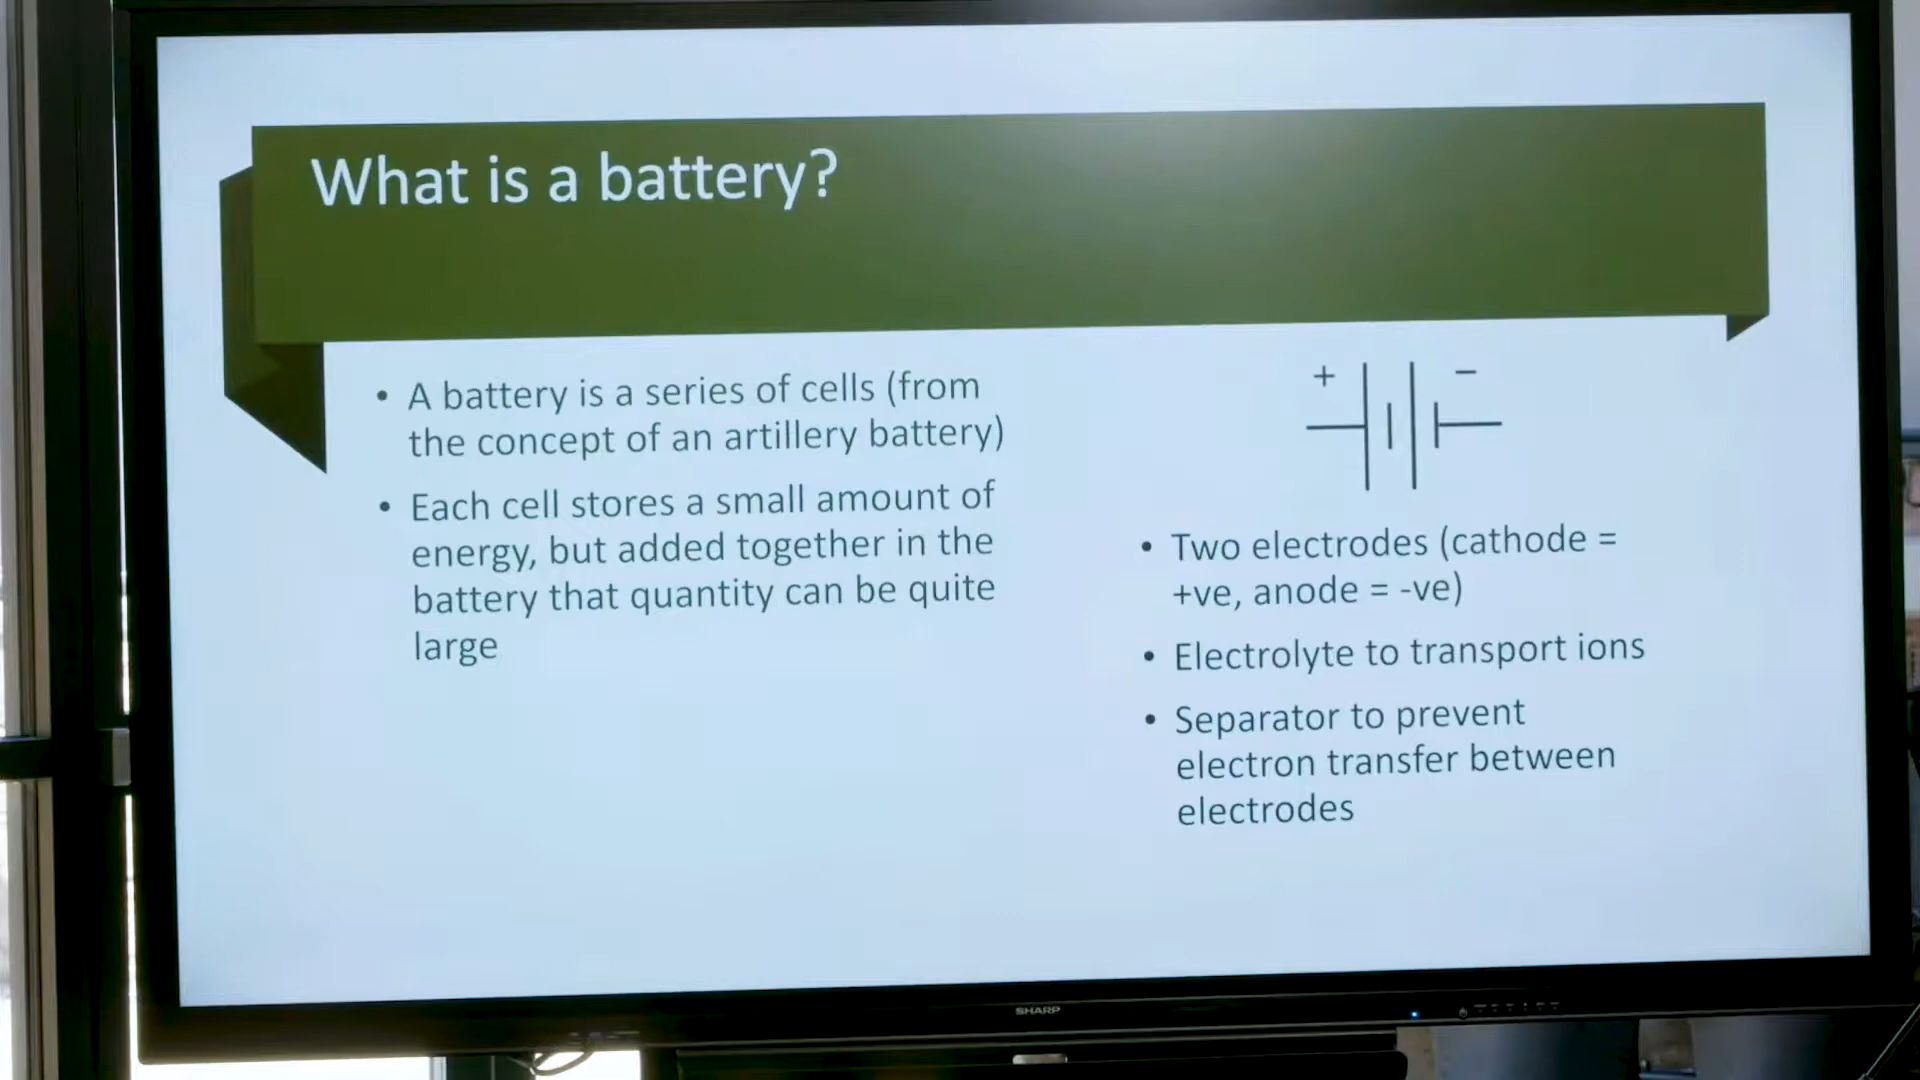 What is a battery?
• A battery is a series of cells (from
the concept of an artillery battery)
• Each cell stores a small amount of
energy, but added together in the
battery that quantity can be quite
large
+ −
• Two electrodes (cathode =
+ve, anode = -ve)
• Electrolyte to transport ions
• Separator to prevent
electron transfer between
electrodes
SHARP